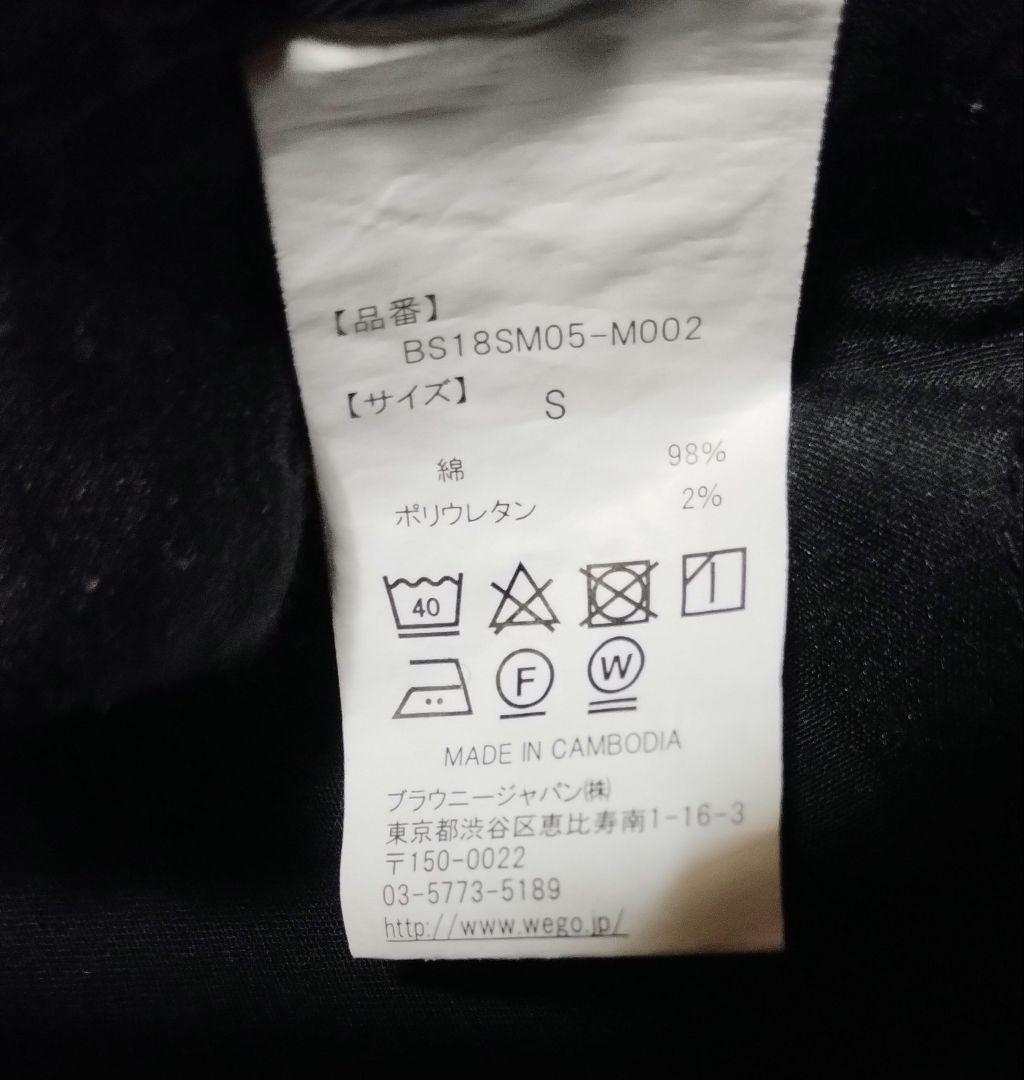 【品番】
BS18SM05-M002
【サイズ】 S
綿 98%
ポリウレタン 2%
40
F W
MADE IN CAMBODIA
ブラウニージャパン㈱
東京都渋谷区恵比寿南1-16-3
〒150-0022
03-5773-5189
http://www.wego.jp/